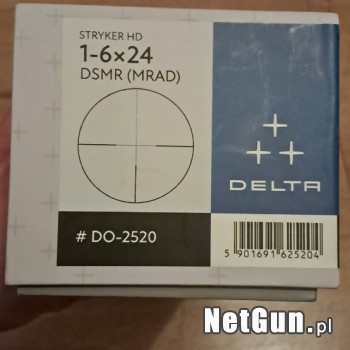 STRYKER HD
1-6×24
DSMR (MRAD)
DELTA
# DO-2520
5 901691 625204
NetGun.pl